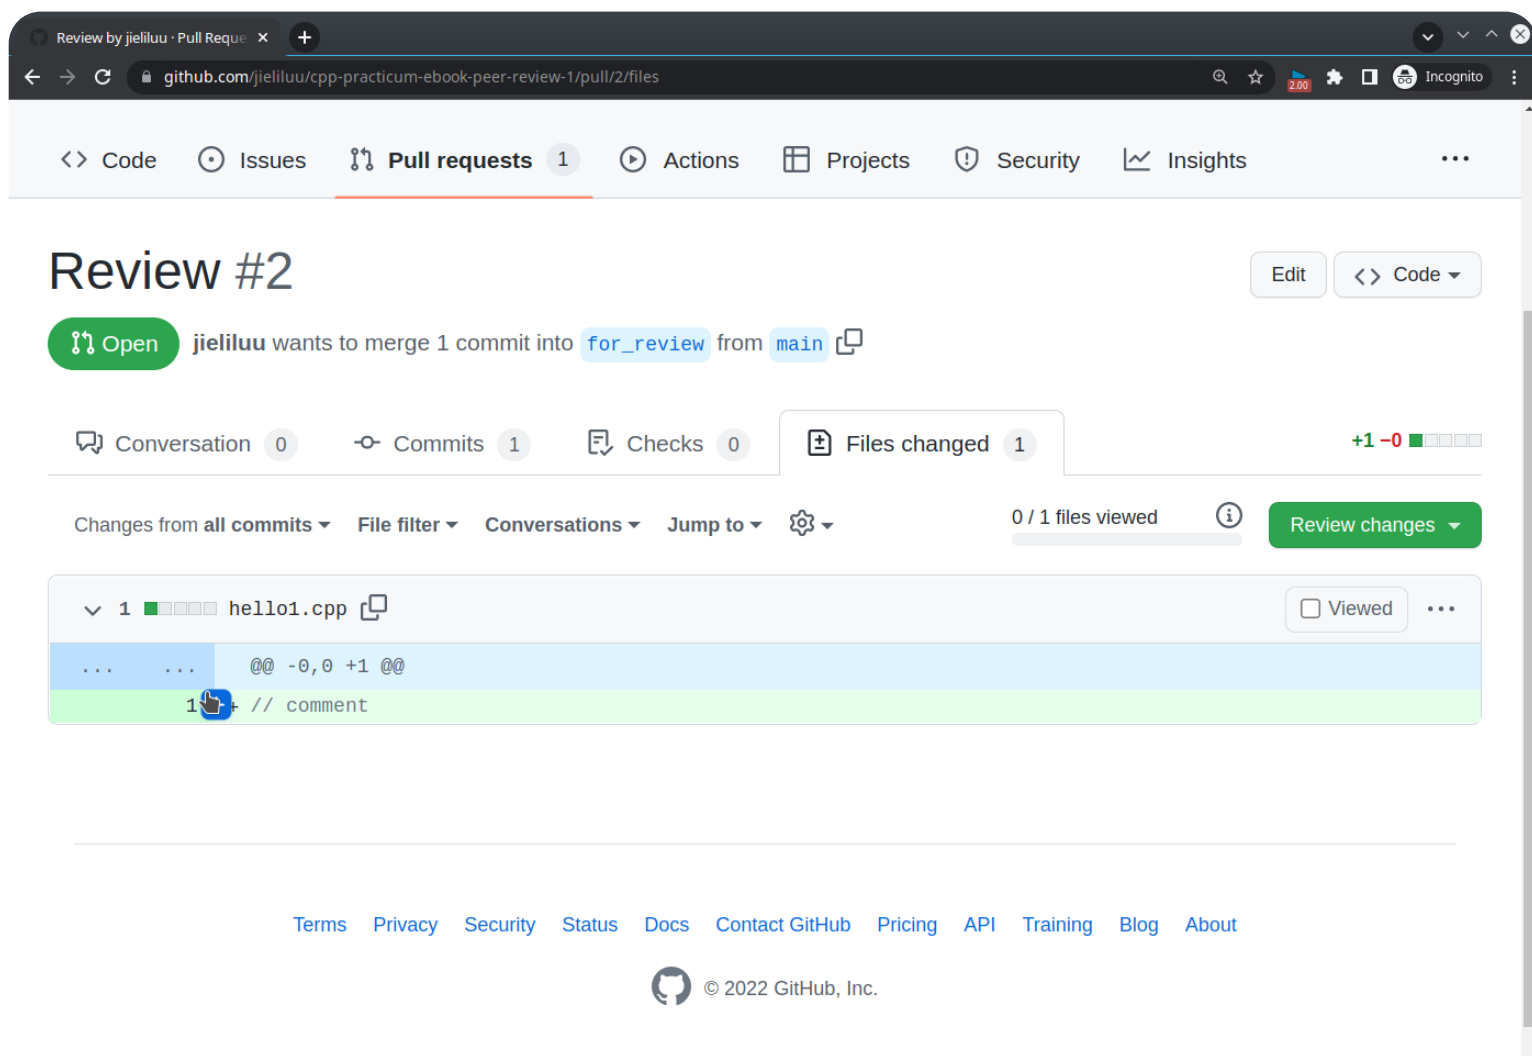 Review by jieliluu · Pull Reque
github.com/jieliluu/cpp-practicum-ebook-peer-review-1/pull/2/files
2.00
Incognito
Code
Issues
Pull requests 1
Actions
Projects
Security
Insights
Review #2
Edit
Code
Open
jieliluu wants to merge 1 commit into for_review from main
Conversation 0
Commits 1
Checks 0
Files changed 1
+1 −0
Changes from all commits
File filter
Conversations
Jump to
0 / 1 files viewed
Review changes
1 hello1.cpp
Viewed
... ... @@ -0,0 +1 @@
1 + // comment
Terms Privacy Security Status Docs Contact GitHub Pricing API Training Blog About
© 2022 GitHub, Inc.